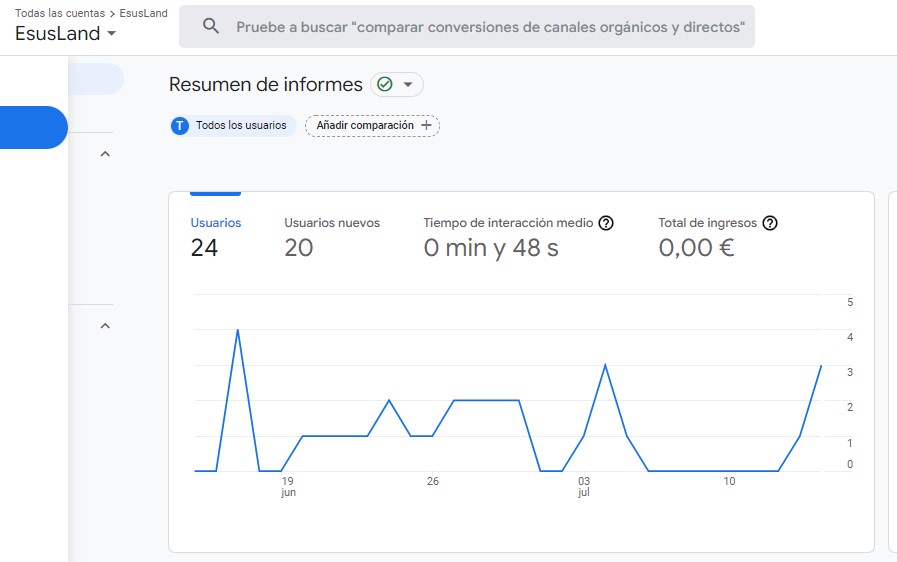 Todas las cuentas > EsusLand
EsusLand
Pruebe a buscar "comparar conversiones de canales orgánicos y directos"
Resumen de informes
T Todos los usuarios
Añadir comparación +
Usuarios
24
Usuarios nuevos
20
Tiempo de interacción medio ?
0 min y 48 s
Total de ingresos ?
0,00 €
5
4
3
2
1
0
19
jun
26
03
jul
10